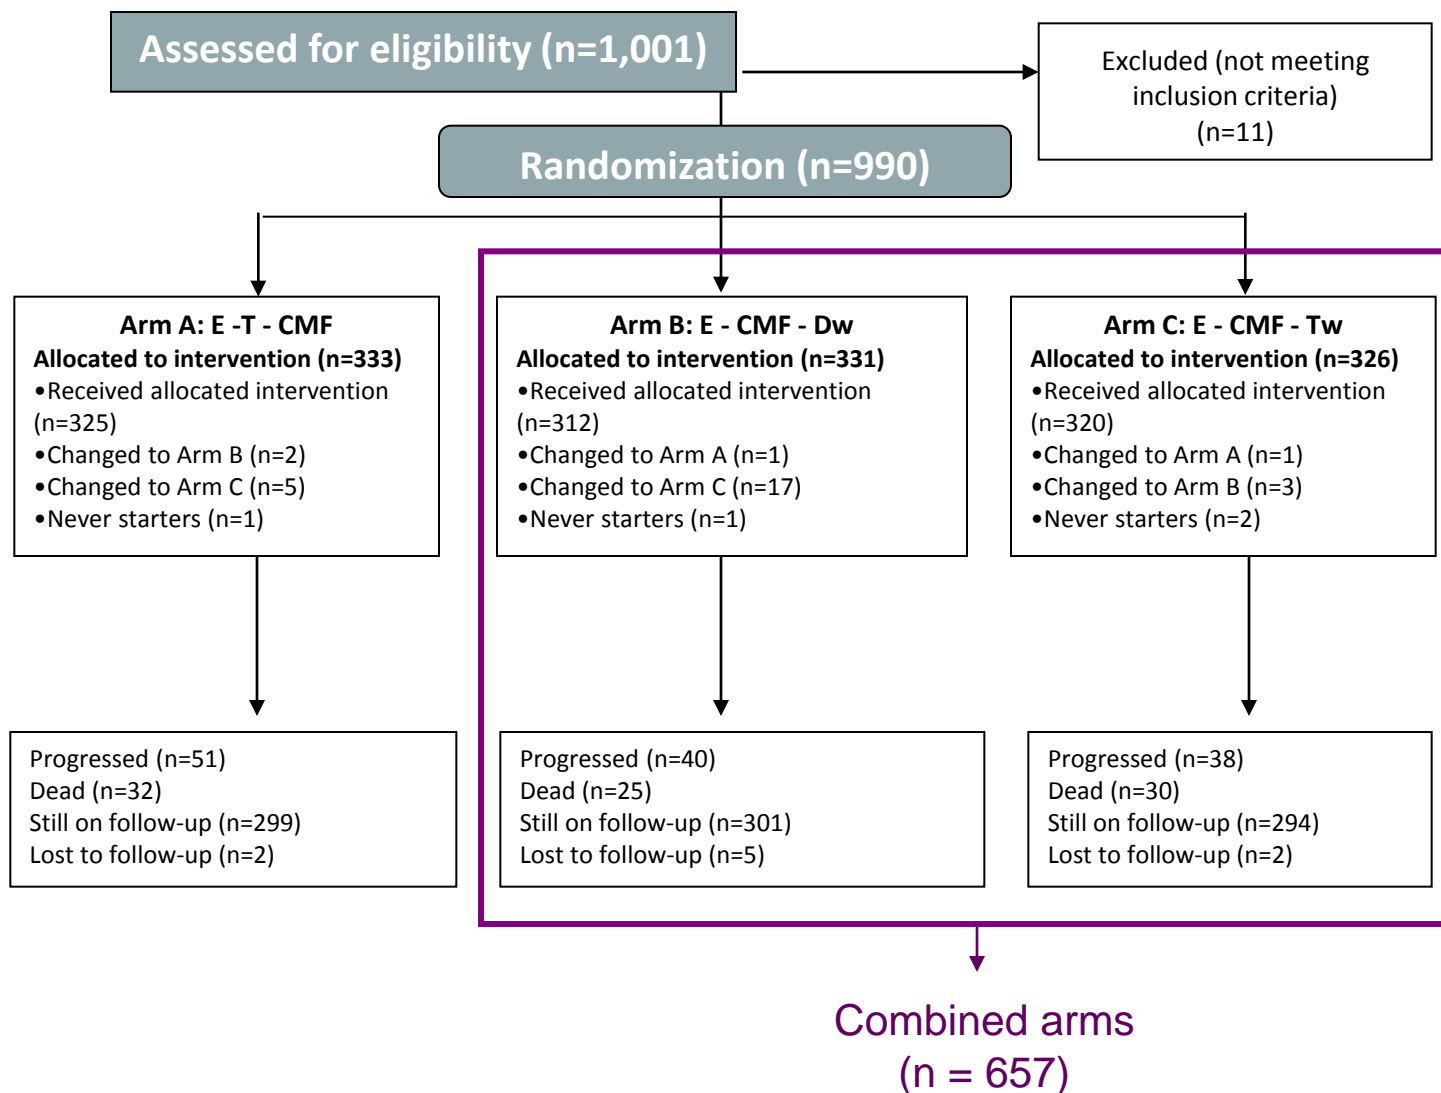 Assessed for eligibility (n=1,001)
Excluded (not meeting
inclusion criteria)
(n=11)
Randomization (n=990)
Arm A: E -T - CMF
Allocated to intervention (n=333)
•Received allocated intervention
(n=325)
•Changed to Arm B (n=2)
•Changed to Arm C (n=5)
•Never starters (n=1)
Arm B: E - CMF - Dw
Allocated to intervention (n=331)
•Received allocated intervention
(n=312)
•Changed to Arm A (n=1)
•Changed to Arm C (n=17)
•Never starters (n=1)
Arm C: E - CMF - Tw
Allocated to intervention (n=326)
•Received allocated intervention
(n=320)
•Changed to Arm A (n=1)
•Changed to Arm B (n=3)
•Never starters (n=2)
Progressed (n=51)
Dead (n=32)
Still on follow-up (n=299)
Lost to follow-up (n=2)
Progressed (n=40)
Dead (n=25)
Still on follow-up (n=301)
Lost to follow-up (n=5)
Progressed (n=38)
Dead (n=30)
Still on follow-up (n=294)
Lost to follow-up (n=2)
Combined arms
(n = 657)